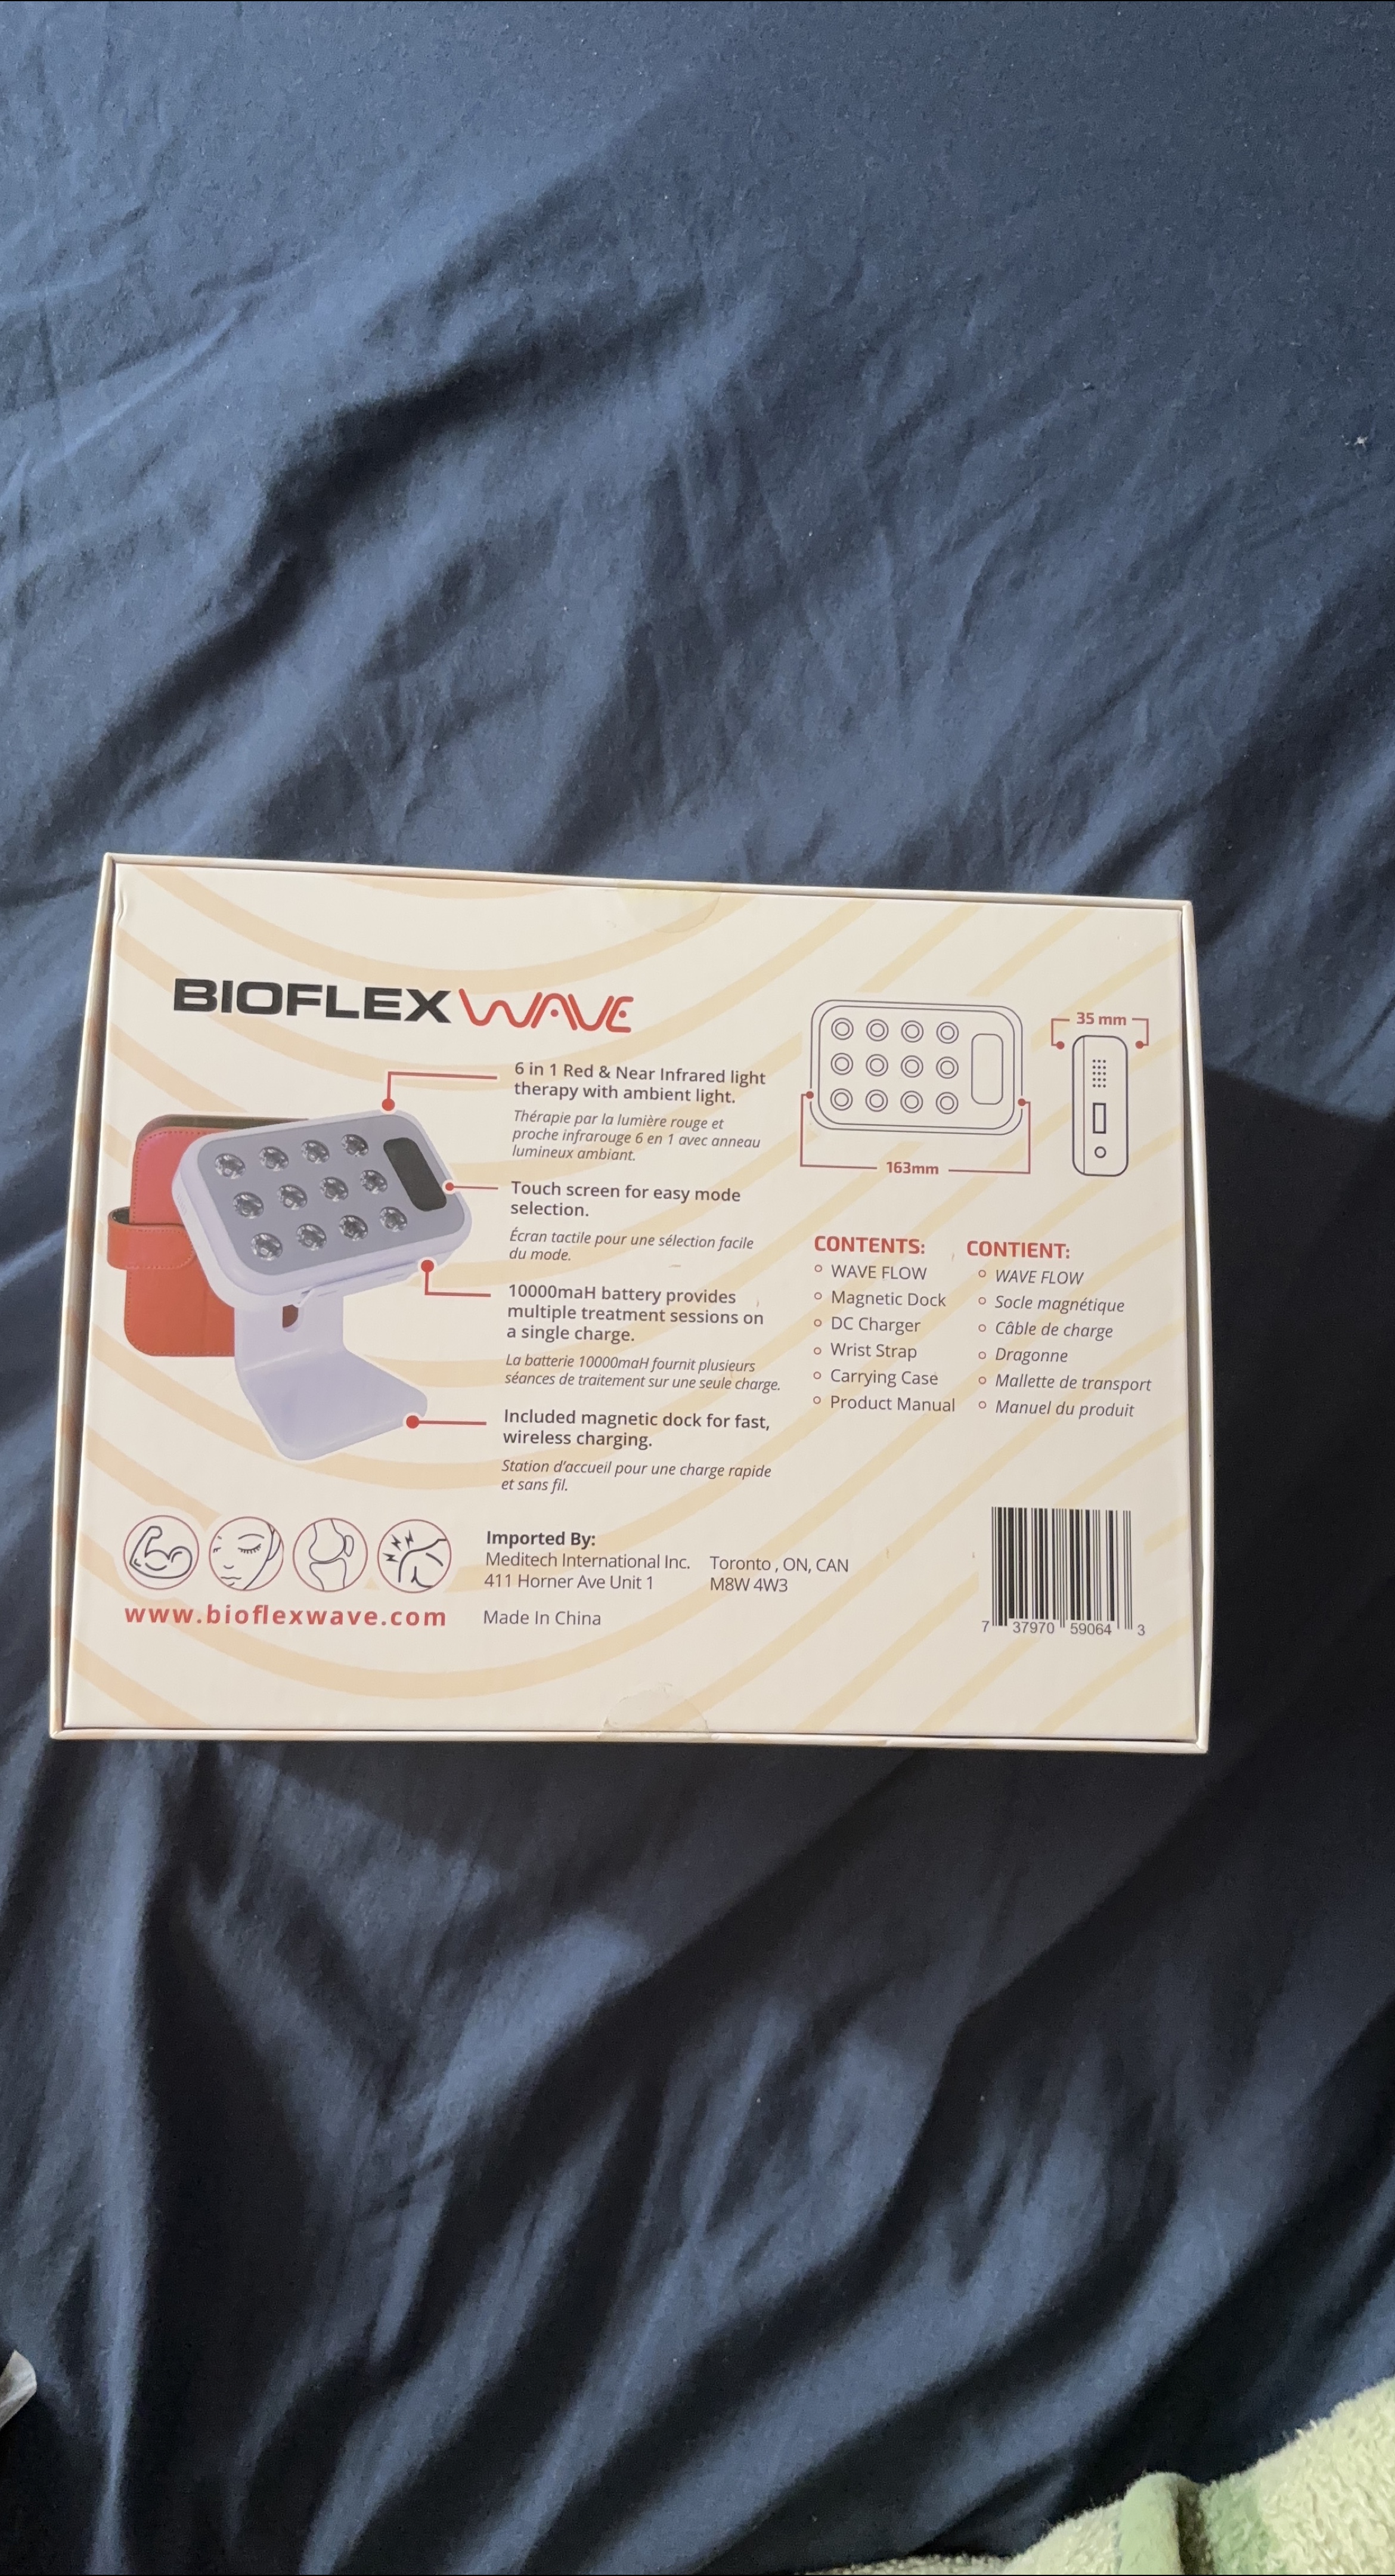 BIOFLEX WAVE
6 in 1 Red & Near Infrared light
therapy with ambient light.
Thérapie par la lumière rouge et
proche infrarouge 6 en 1 avec anneau
lumineux ambiant.
Touch screen for easy mode
selection.
Écran tactile pour une sélection facile
du mode.
10000maH battery provides
multiple treatment sessions on
a single charge.
La batterie 10000maH fournit plusieurs
séances de traitement sur une seule charge.
Included magnetic dock for fast,
wireless charging.
Station d'accueil pour une charge rapide
et sans fil.
35 mm
163mm
CONTENTS:
WAVE FLOW
Magnetic Dock
DC Charger
Wrist Strap
Carrying Case
Product Manual
CONTIENT:
WAVE FLOW
Socle magnétique
Câble de charge
Dragonne
Mallette de transport
Manuel du produit
www.bioflexwave.com
Imported By:
Meditech International Inc. Toronto , ON, CAN
411 Horner Ave Unit 1 M8W 4W3
Made In China
7 37970 59064 3